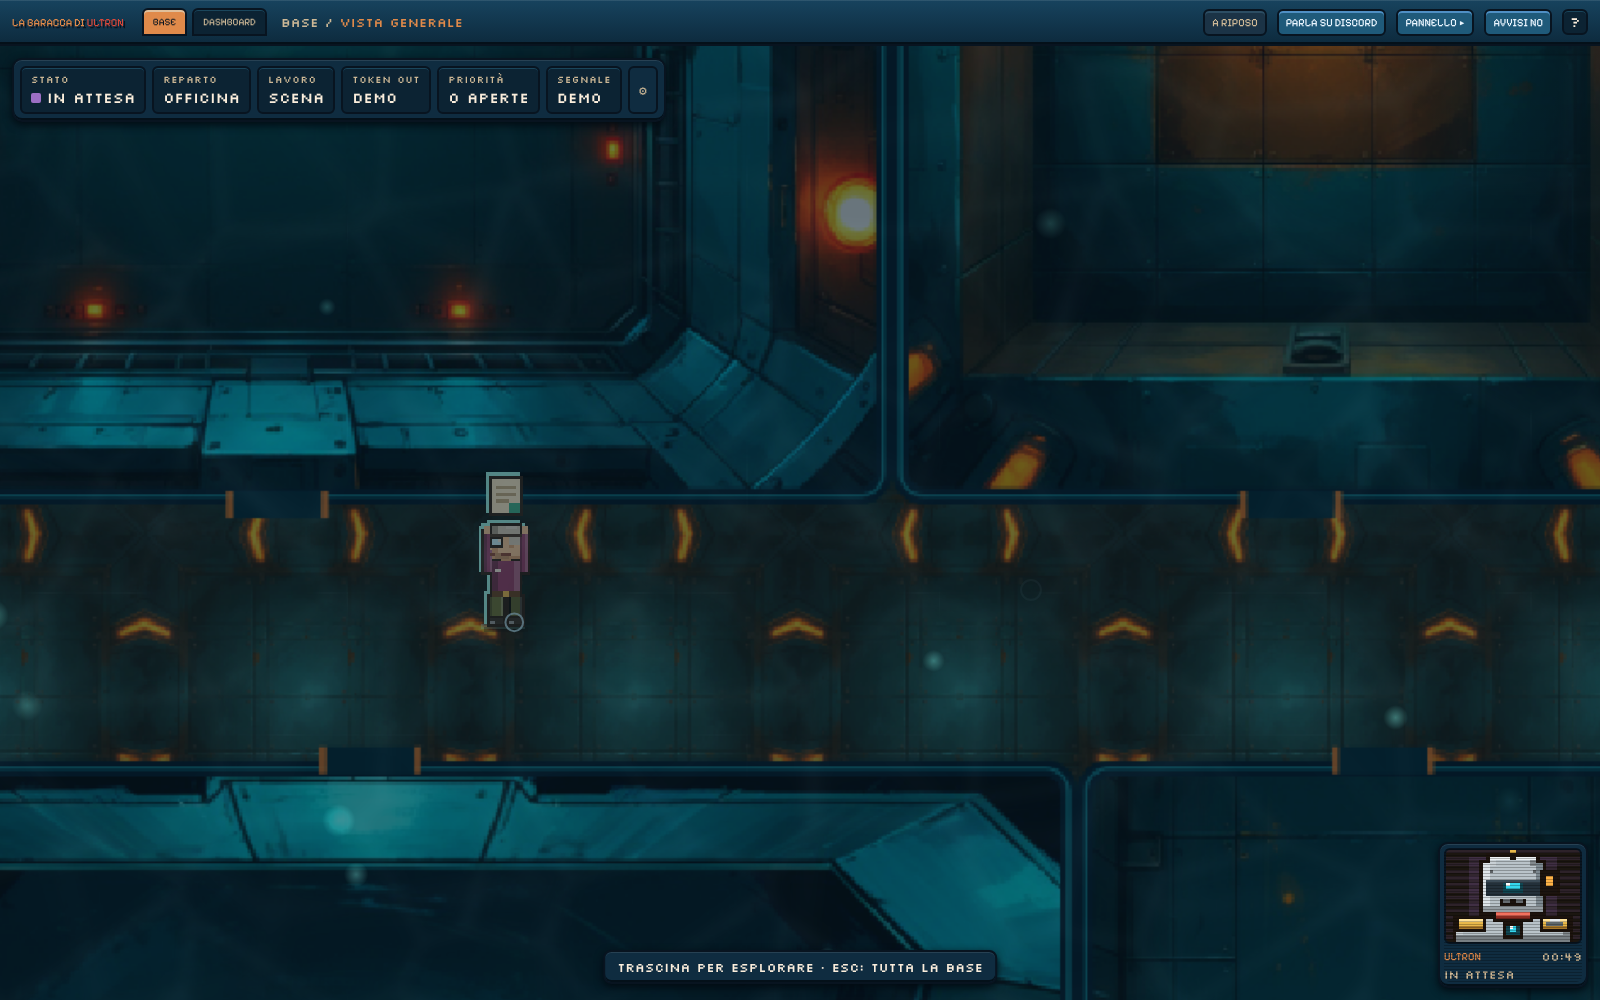 LA BARACCA DI ULTRON
BASE
DASHBOARD
BASE / VISTA GENERALE
A RIPOSO
PARLA SU DISCORD
PANNELLO ▸
AVVISI NO
?
STATO
IN ATTESA
REPARTO
OFFICINA
LAVORO
SCENA
TOKEN OUT
DEMO
PRIORITÀ
0 APERTE
SEGNALE
DEMO
TRASCINA PER ESPLORARE · ESC: TUTTA LA BASE
ULTRON 00:49
IN ATTESA